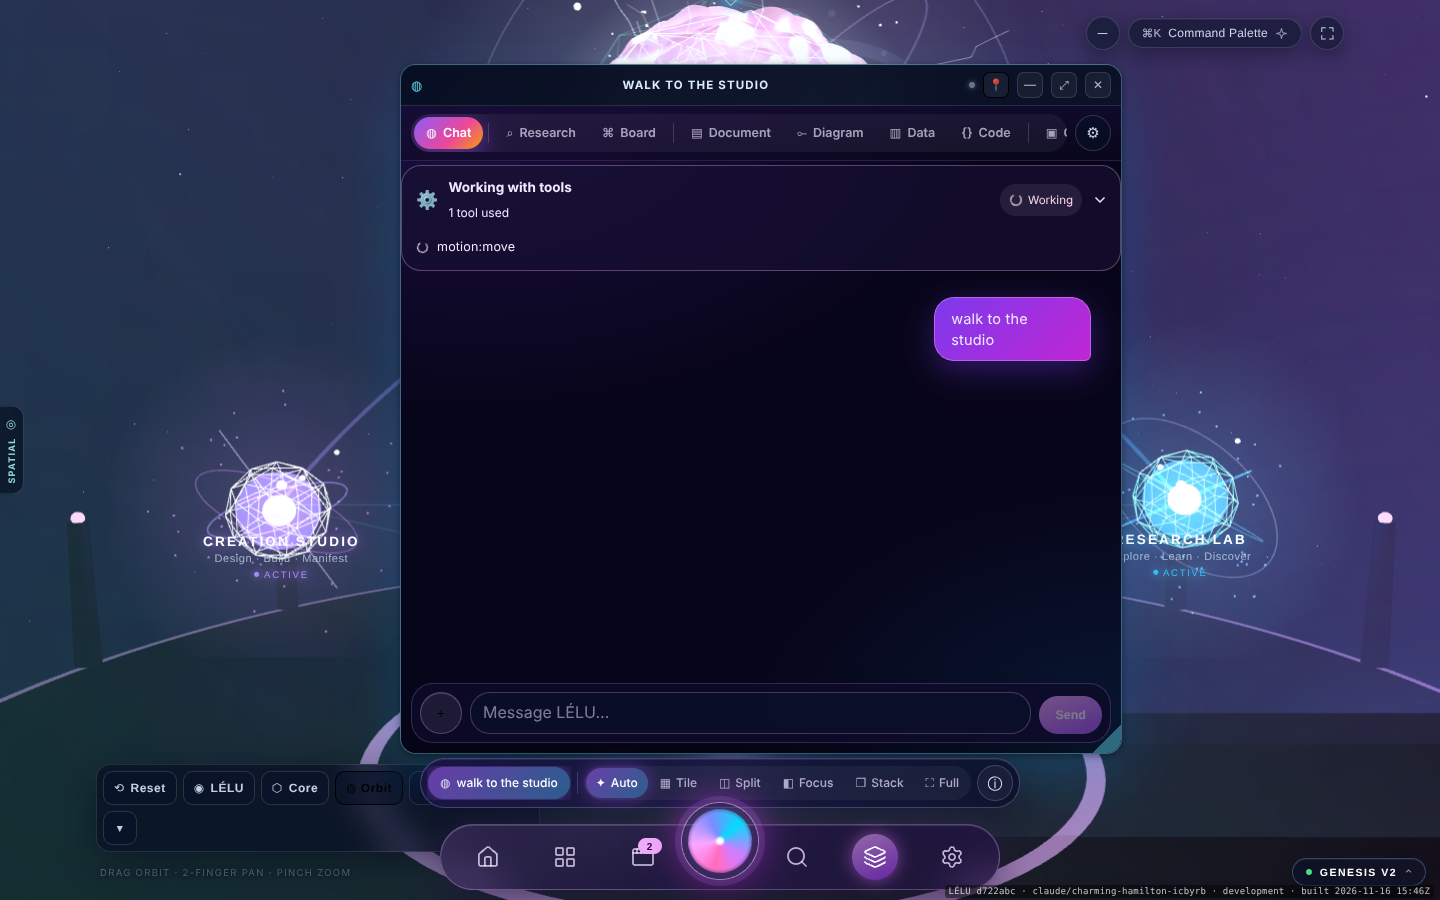 ⌘K Command Palette
WALK TO THE STUDIO
Chat
Research
Board
Document
Diagram
Data
{} Code
Working with tools
1 tool used
Working
motion:move
walk to the
studio
SPATIAL
CREATION STUDIO
Design · Build · Manifest
ACTIVE
ESEARCH LAB
plore · Learn · Discover
ACTIVE
Message LÉLU...
Send
Reset
LÉLU
Core
Orbit
walk to the studio
Auto
Tile
Split
Focus
Stack
Full
2
DRAG ORBIT · 2-FINGER PAN · PINCH ZOOM
GENESIS V2
LÉLU d722abc · claude/charming-hamilton-icbyrb · development · built 2026-11-16 15:46Z